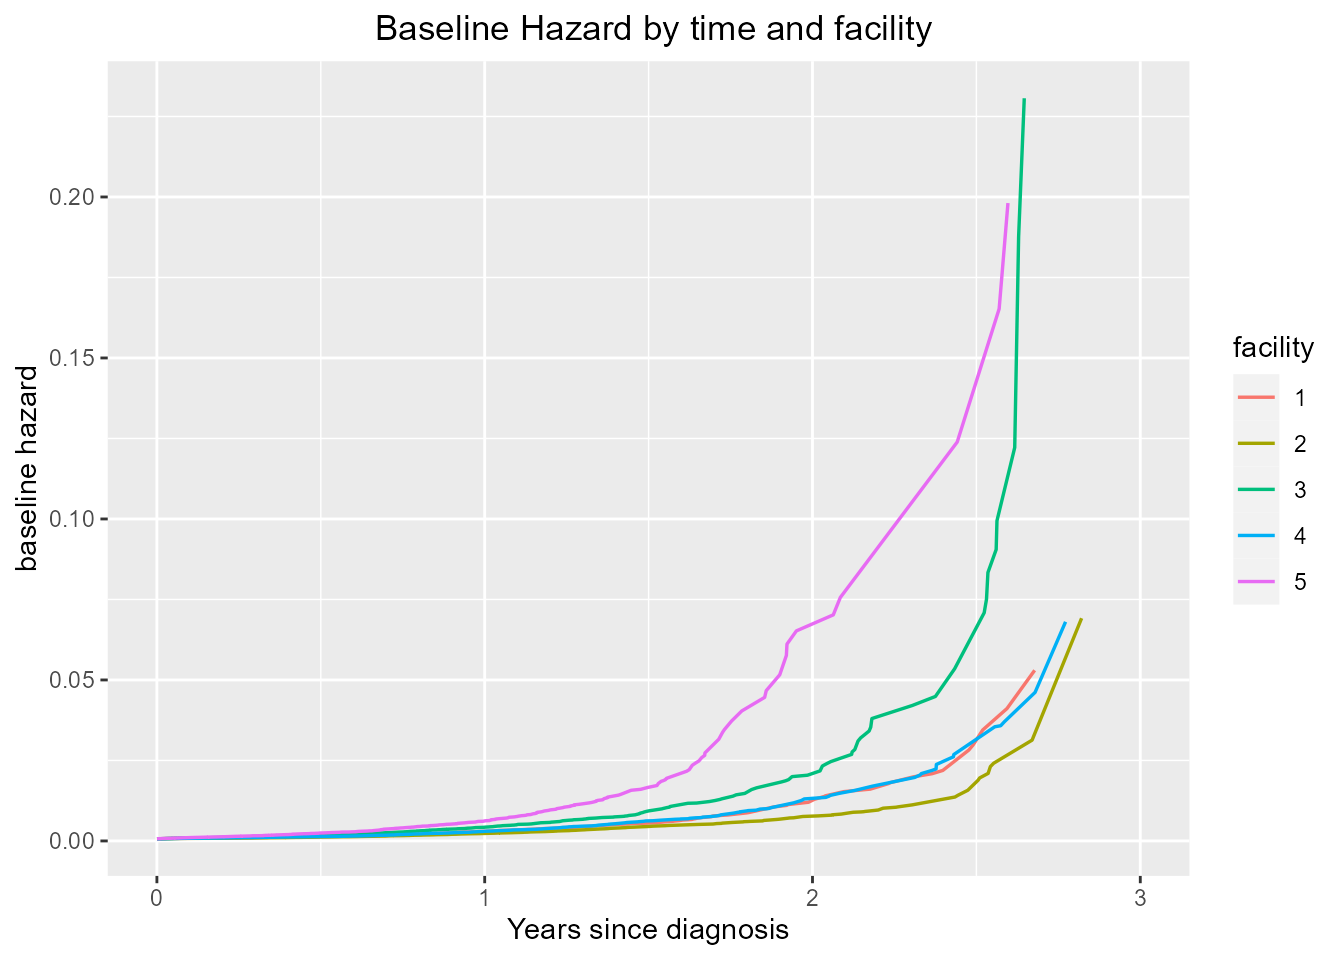 Baseline Hazard by time and facility
baseline hazard
0.20
0.15
0.10
0.05
0.00
0 1 2 3
Years since diagnosis
facility
1
2
3
4
5